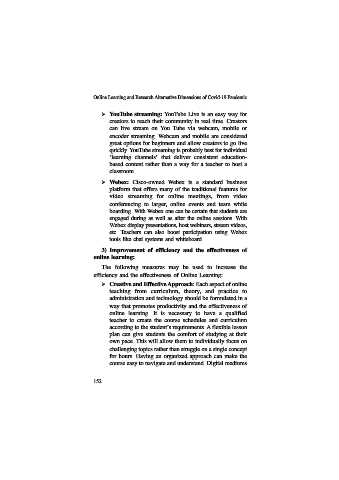 Online Learning and Research Alternative Dimensions of Covid-19 Pandemic
➢ YouTube streaming: YouTube Live is an easy way for
creators to reach their community in real time. Creators
can live stream on You Tube via webcam, mobile or
encoder streaming. Webcam and mobile are considered
great options for beginners and allow creators to go live
quickly. YouTube streaming is probably best for individual
'learning channels' that deliver consistent education-
based content rather than a way for a teacher to host a
classroom.
➢ Webex: Cisco-owned Webex is a standard business
platform that offers many of the traditional features for
video streaming for online meetings, from video
conferencing to larger, online events and team white
boarding. With Webex one can be certain that students are
engaged during as well as after the online sessions. With
Webex display presentations, host webinars, stream videos,
etc. Teachers can also boost participation using Webex
tools like chat systems and whiteboard.
3) Improvement of efficiency and the effectiveness of
online learning:
The following measures may be used to increase the
efficiency and the effectiveness of Online Learning:
➢ Creative and Effective Approach: Each aspect of online
teaching from curriculum, theory, and practice to
administration and technology should be formulated in a
way that promotes productivity and the effectiveness of
online learning. It is necessary to have a qualified
teacher to create the course schedules and curriculum
according to the student's requirements. A flexible lesson
plan can give students the comfort of studying at their
own pace. This will allow them to individually focus on
challenging topics rather than struggle on a single concept
for hours. Having an organized approach can make the
course easy to navigate and understand. Digital mediums
152